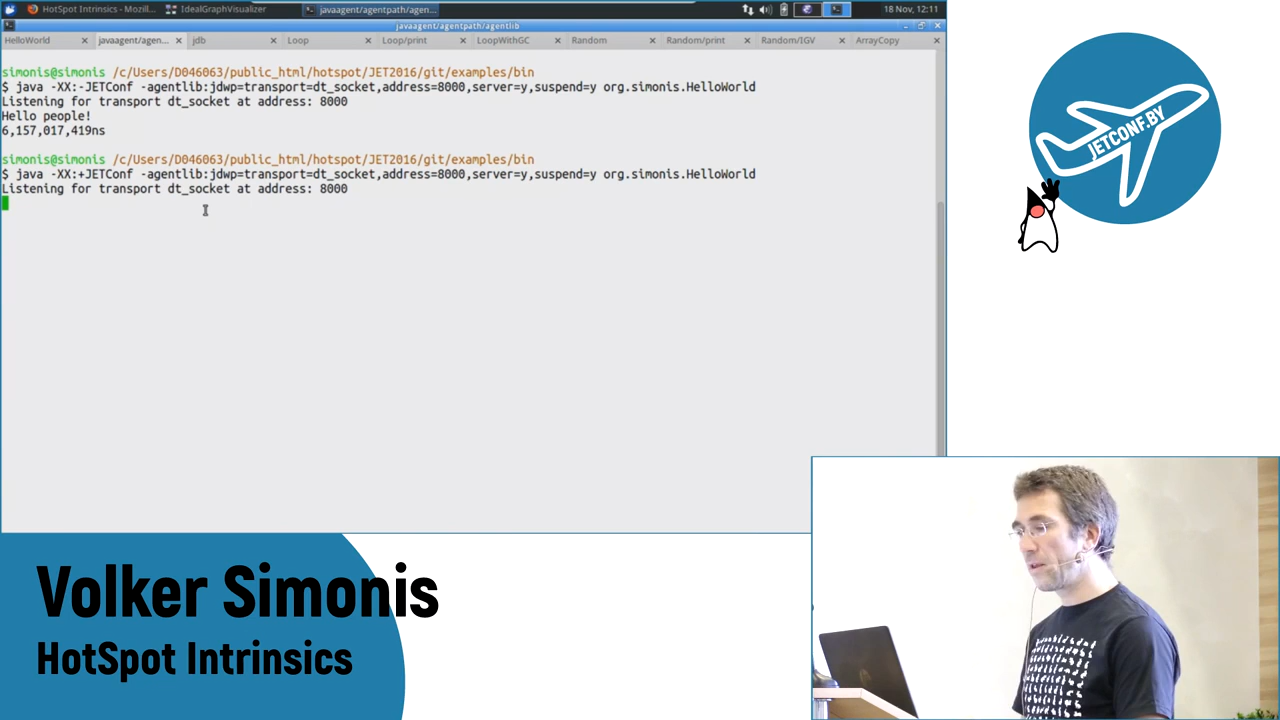 HotSpot Intrinsics - Mozil...
IdealGraphVisualizer
javaagent/agentpath/agen...
18 Nov, 12:11
javaagent/agentpath/agentlib
HelloWorld
javaagent/agen...
jdb
Loop
Loop/print
LoopWithGC
Random
Random/print
Random/IGV
ArrayCopy
simonis@simonis /c/Users/D046063/public_html/hotspot/JET2016/git/examples/bin
$ java -XX:-JETConf -agentlib:jdwp=transport=dt_socket,address=8000,server=y,suspend=y org.simonis.HelloWorld
Listening for transport dt_socket at address: 8000
Hello people!
6,157,017,419ns
simonis@simonis /c/Users/D046063/public_html/hotspot/JET2016/git/examples/bin
$ java -XX:+JETConf -agentlib:jdwp=transport=dt_socket,address=8000,server=y,suspend=y org.simonis.HelloWorld
Listening for transport dt_socket at address: 8000
JETCONF.BY
Volker Simonis
HotSpot Intrinsics